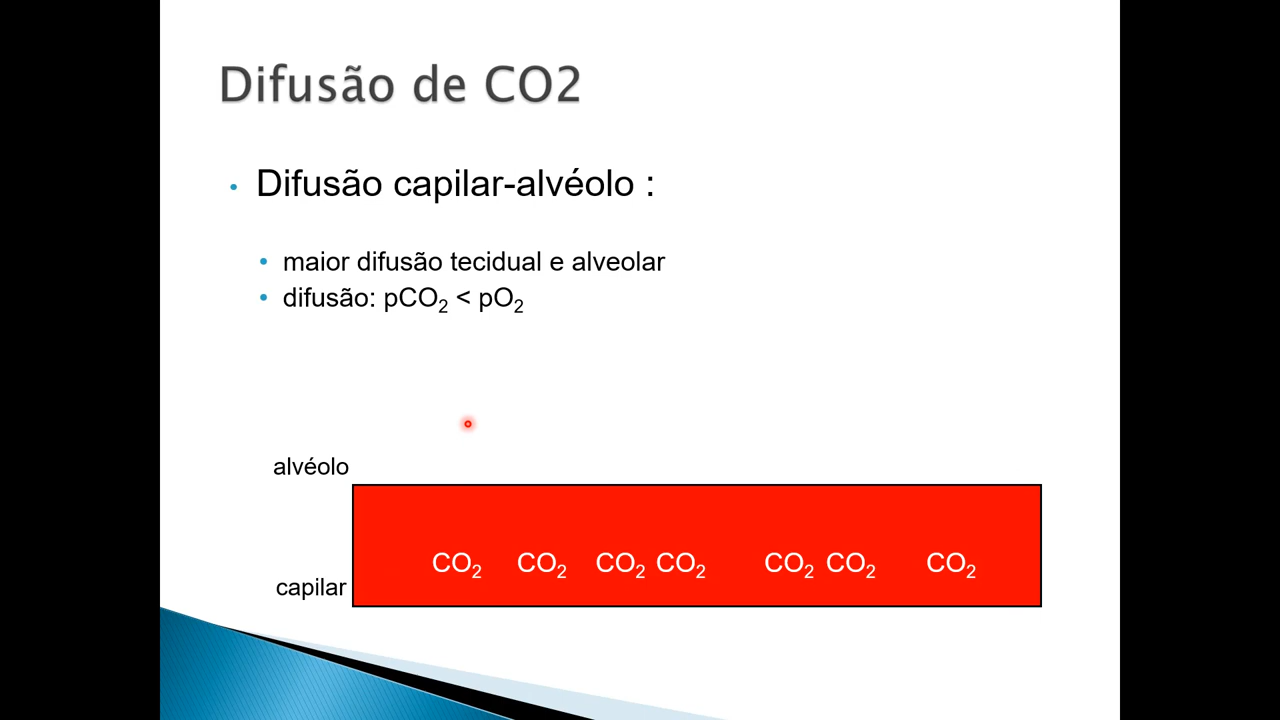 Difusão de CO2
• Difusão capilar-alvéolo :
• maior difusão tecidual e alveolar
• difusão: pCO₂ < pO₂
alvéolo
CO₂ CO₂ CO₂ CO₂ CO₂ CO₂ CO₂
capilar